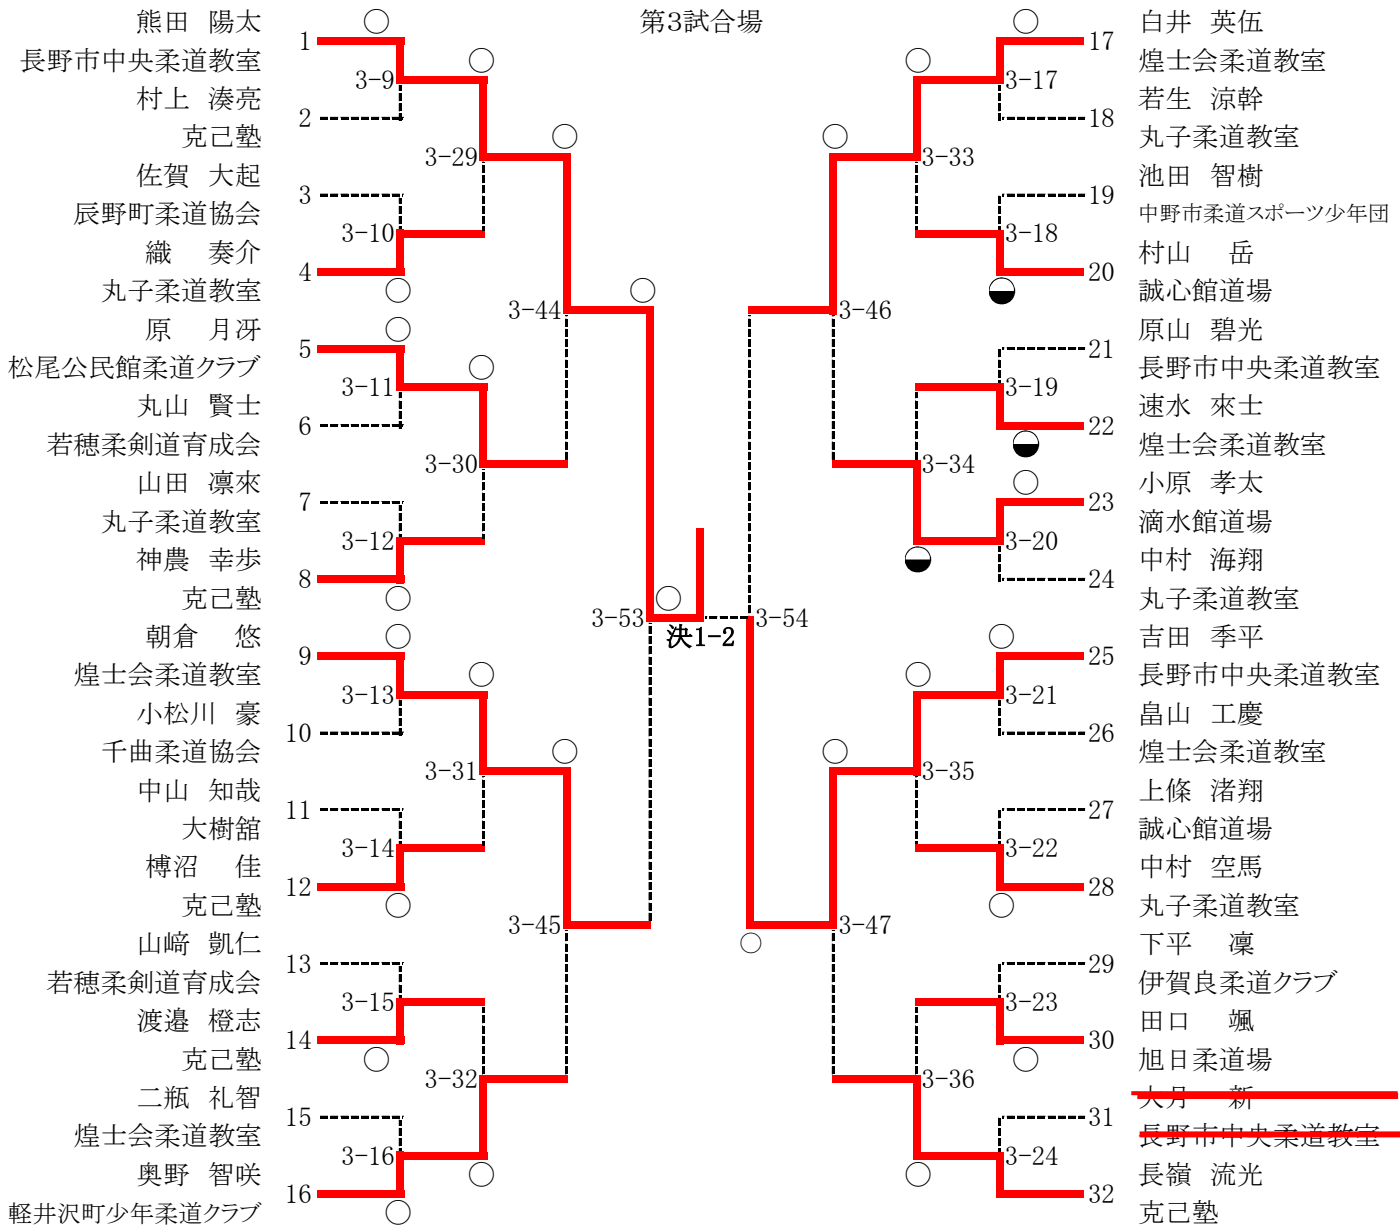 第3試合場
熊田 陽太
1
長野市中央柔道教室
3-9
村上 湊亮
2
克己塾
3-29
佐賀 大起
3
辰野町柔道協会
3-10
織 奏介
4
丸子柔道教室
3-44
原 月冴
5
松尾公民館柔道クラブ
3-11
丸山 賢士
6
若穂柔剣道育成会
3-30
山田 凛來
7
丸子柔道教室
3-12
神農 幸歩
8
克己塾
3-53
朝倉 悠
9
煌士会柔道教室
3-13
小松川 豪
10
千曲柔道協会
3-31
中山 知哉
11
大樹舘
3-14
榑沼 佳
12
克己塾
3-45
山﨑 凱仁
13
若穂柔剣道育成会
3-15
渡邉 橙志
14
克己塾
3-32
二瓶 礼智
15
煌士会柔道教室
3-16
奥野 智咲
16
軽井沢町少年柔道クラブ
決1-2
白井 英伍
17
煌士会柔道教室
3-17
若生 涼幹
18
丸子柔道教室
3-33
池田 智樹
19
中野市柔道スポーツ少年団
3-18
村山 岳
20
誠心館道場
3-46
原山 碧光
21
長野市中央柔道教室
3-19
速水 來士
22
煌士会柔道教室
3-34
小原 孝太
23
滴水館道場
3-20
中村 海翔
24
丸子柔道教室
3-54
吉田 季平
25
長野市中央柔道教室
3-21
畠山 工慶
26
煌士会柔道教室
3-35
上條 渚翔
27
誠心館道場
3-22
中村 空馬
28
丸子柔道教室
3-47
下平 凜
29
伊賀良柔道クラブ
3-23
田口 颯
30
旭日柔道場
3-36
大月 新
31
長野市中央柔道教室
3-24
長嶺 流光
32
克己塾